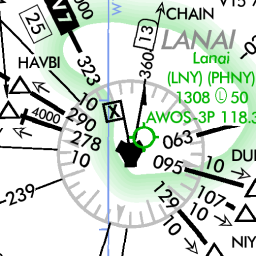 CHAIN
V15
V7
25
W
13
360
LANAI
HAVBI
323
Lanai
(LNY) (PHNY)
1308 Ⓛ 50
AWOS-3P 118.3
10
X
290
4000
278
063
10
095
10
DU
239
129
107
10
NIY